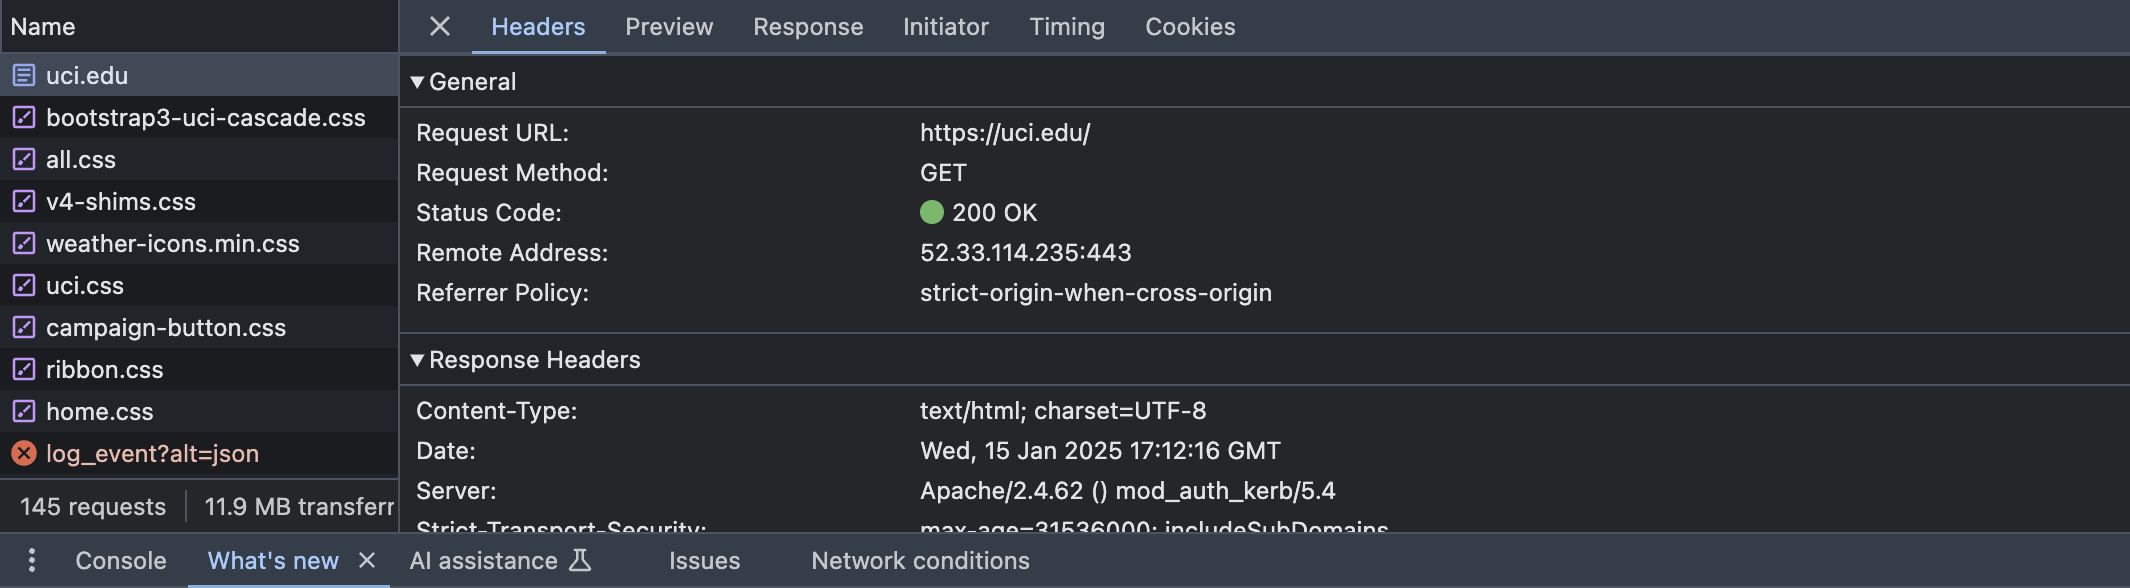 Name
uci.edu
bootstrap3-uci-cascade.css
all.css
v4-shims.css
weather-icons.min.css
uci.css
campaign-button.css
ribbon.css
home.css
log_event?alt=json
145 requests 11.9 MB transferr
Headers Preview Response Initiator Timing Cookies
General
Request URL: https://uci.edu/
Request Method: GET
Status Code: 200 OK
Remote Address: 52.33.114.235:443
Referrer Policy: strict-origin-when-cross-origin
Response Headers
Content-Type: text/html; charset=UTF-8
Date: Wed, 15 Jan 2025 17:12:16 GMT
Server: Apache/2.4.62 () mod_auth_kerb/5.4
Strict-Transport-Security: max-age=31536000; includeSubDomains
Console What's new AI assistance Issues Network conditions